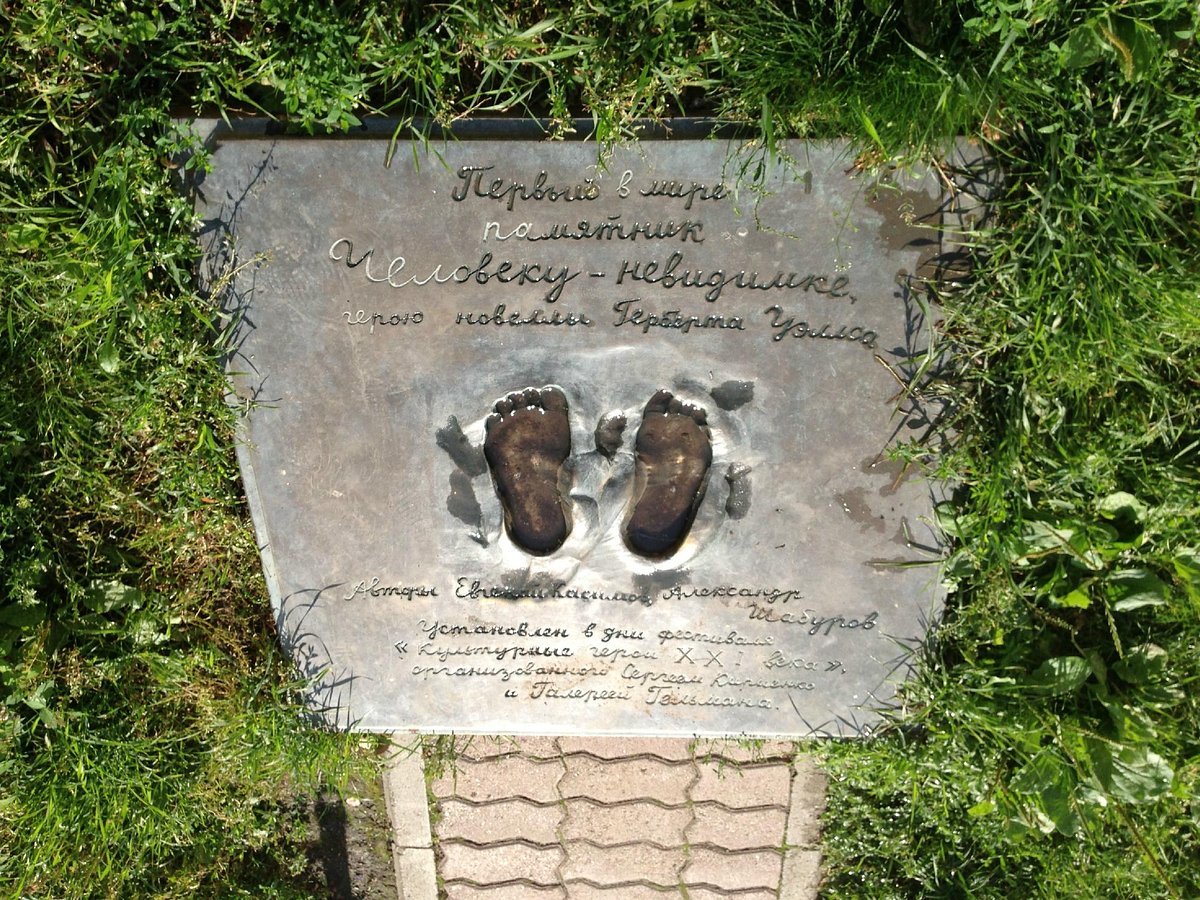 Первый в мире
памятник
Человеку - невидимке,
герою новеллы Герберта Уэллса
Авторы Евгений Касимов, Александр
Шабуров
Установлен в дни фестиваля
«Культурные герои XXI века»,
организованного Сергеем Кириенко
и Галереей Гельмана.